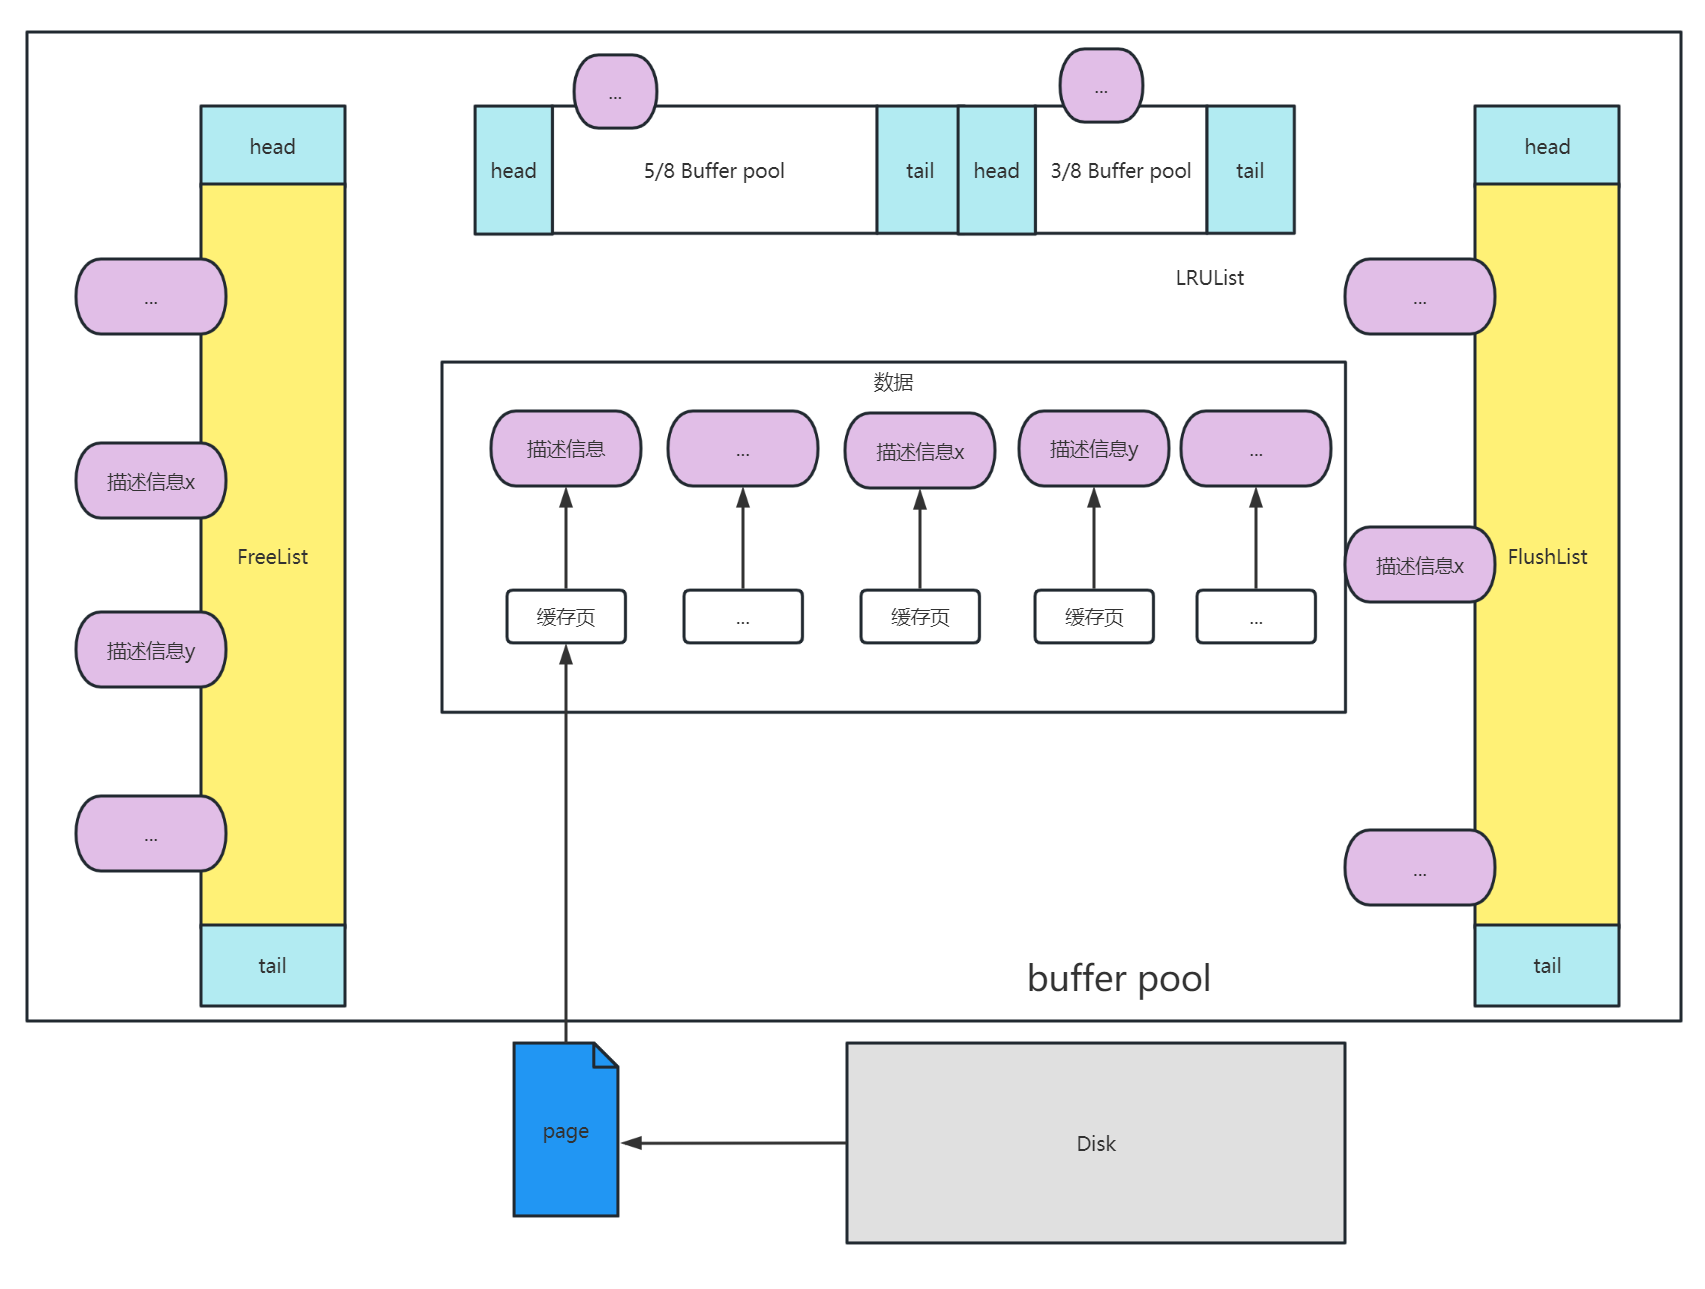 ...
...
head
head
5/8 Buffer pool
tail
head
3/8 Buffer pool
tail
head
LRUList
...
...
数据
描述信息
...
描述信息x
描述信息y
...
描述信息x
描述信息y
...
FreeList
缓存页
...
缓存页
缓存页
...
描述信息x
FlushList
...
tail
buffer pool
tail
page
Disk